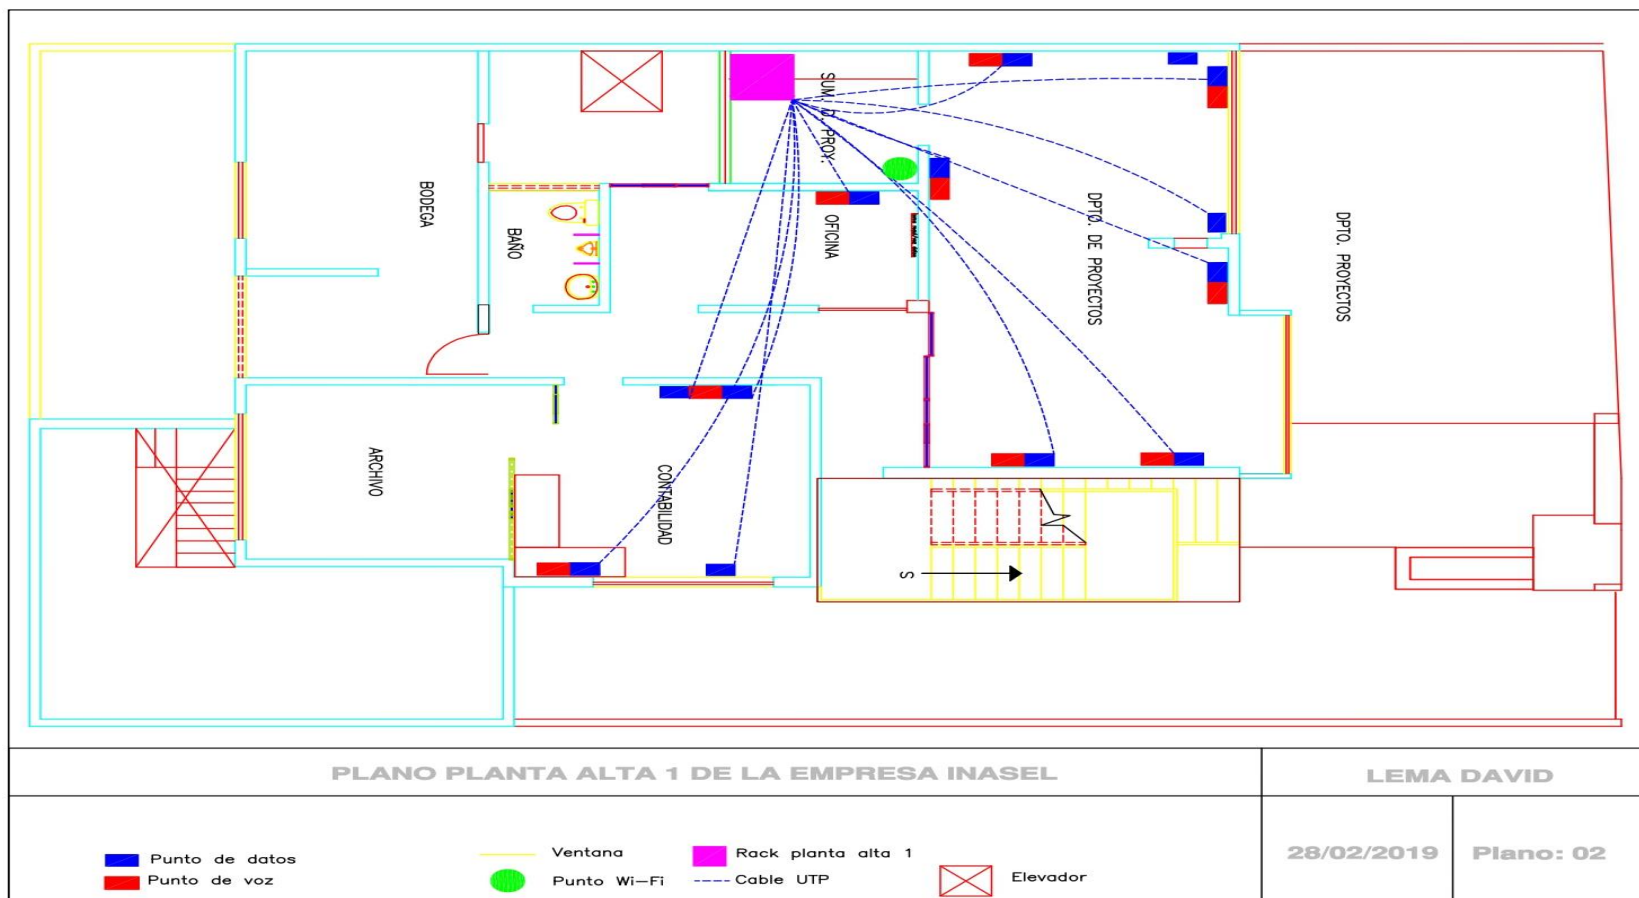 SUM. D. PROY.
BODEGA
BAÑO
OFICINA
DPTO. DE PROYECTOS
DPTO. PROYECTOS
ARCHIVO
CONTABILIDAD
S
PLANO PLANTA ALTA 1 DE LA EMPRESA INASEL
LEMA DAVID
Punto de datos
Ventana
Rack planta alta 1
28/02/2019
Plano: 02
Punto de voz
Punto Wi-Fi
Cable UTP
Elevador